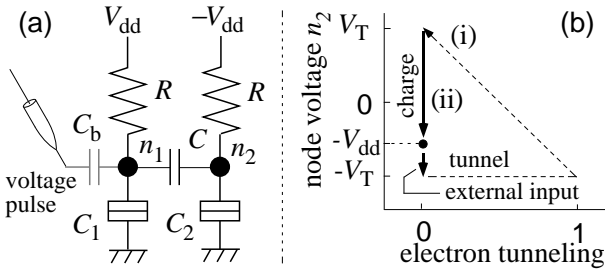 (a)
V_dd
−V_dd
R
R
C_b
n_1
C
n_2
voltage
pulse
C_1
C_2
(b)
node voltage n_2
V_T
0
-V_dd
-V_T
(i)
charge
(ii)
tunnel
external input
0
1
electron tunneling